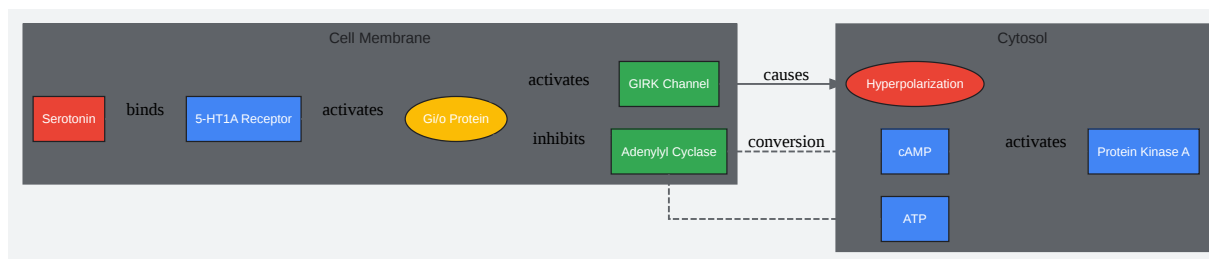 Cell Membrane
Cytosol
activates
GIRK Channel
causes
Hyperpolarization
Serotonin
binds
5-HT1A Receptor
activates
Gi/o Protein
inhibits
Adenylyl Cyclase
conversion
cAMP
activates
Protein Kinase A
ATP